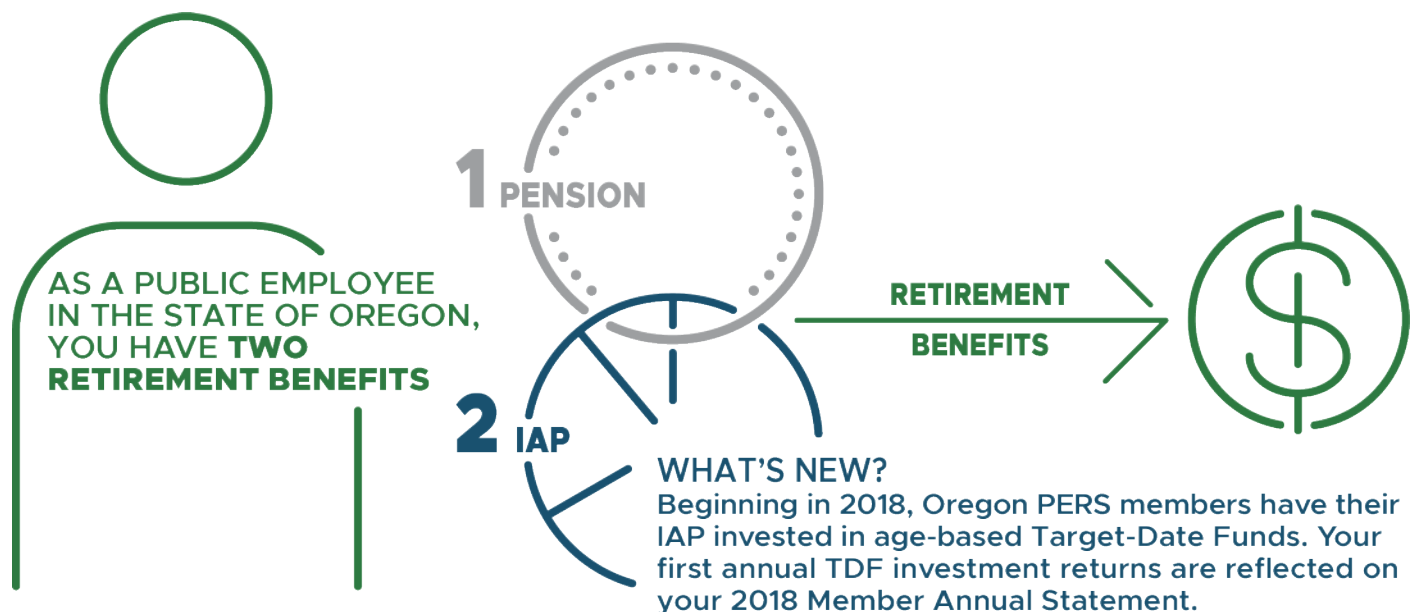 AS A PUBLIC EMPLOYEE
IN THE STATE OF OREGON,
YOU HAVE TWO
RETIREMENT BENEFITS
1 PENSION
2 IAP
WHAT'S NEW?
Beginning in 2018, Oregon PERS members have their
IAP invested in age-based Target-Date Funds. Your
first annual TDF investment returns are reflected on
your 2018 Member Annual Statement.
RETIREMENT
BENEFITS
$